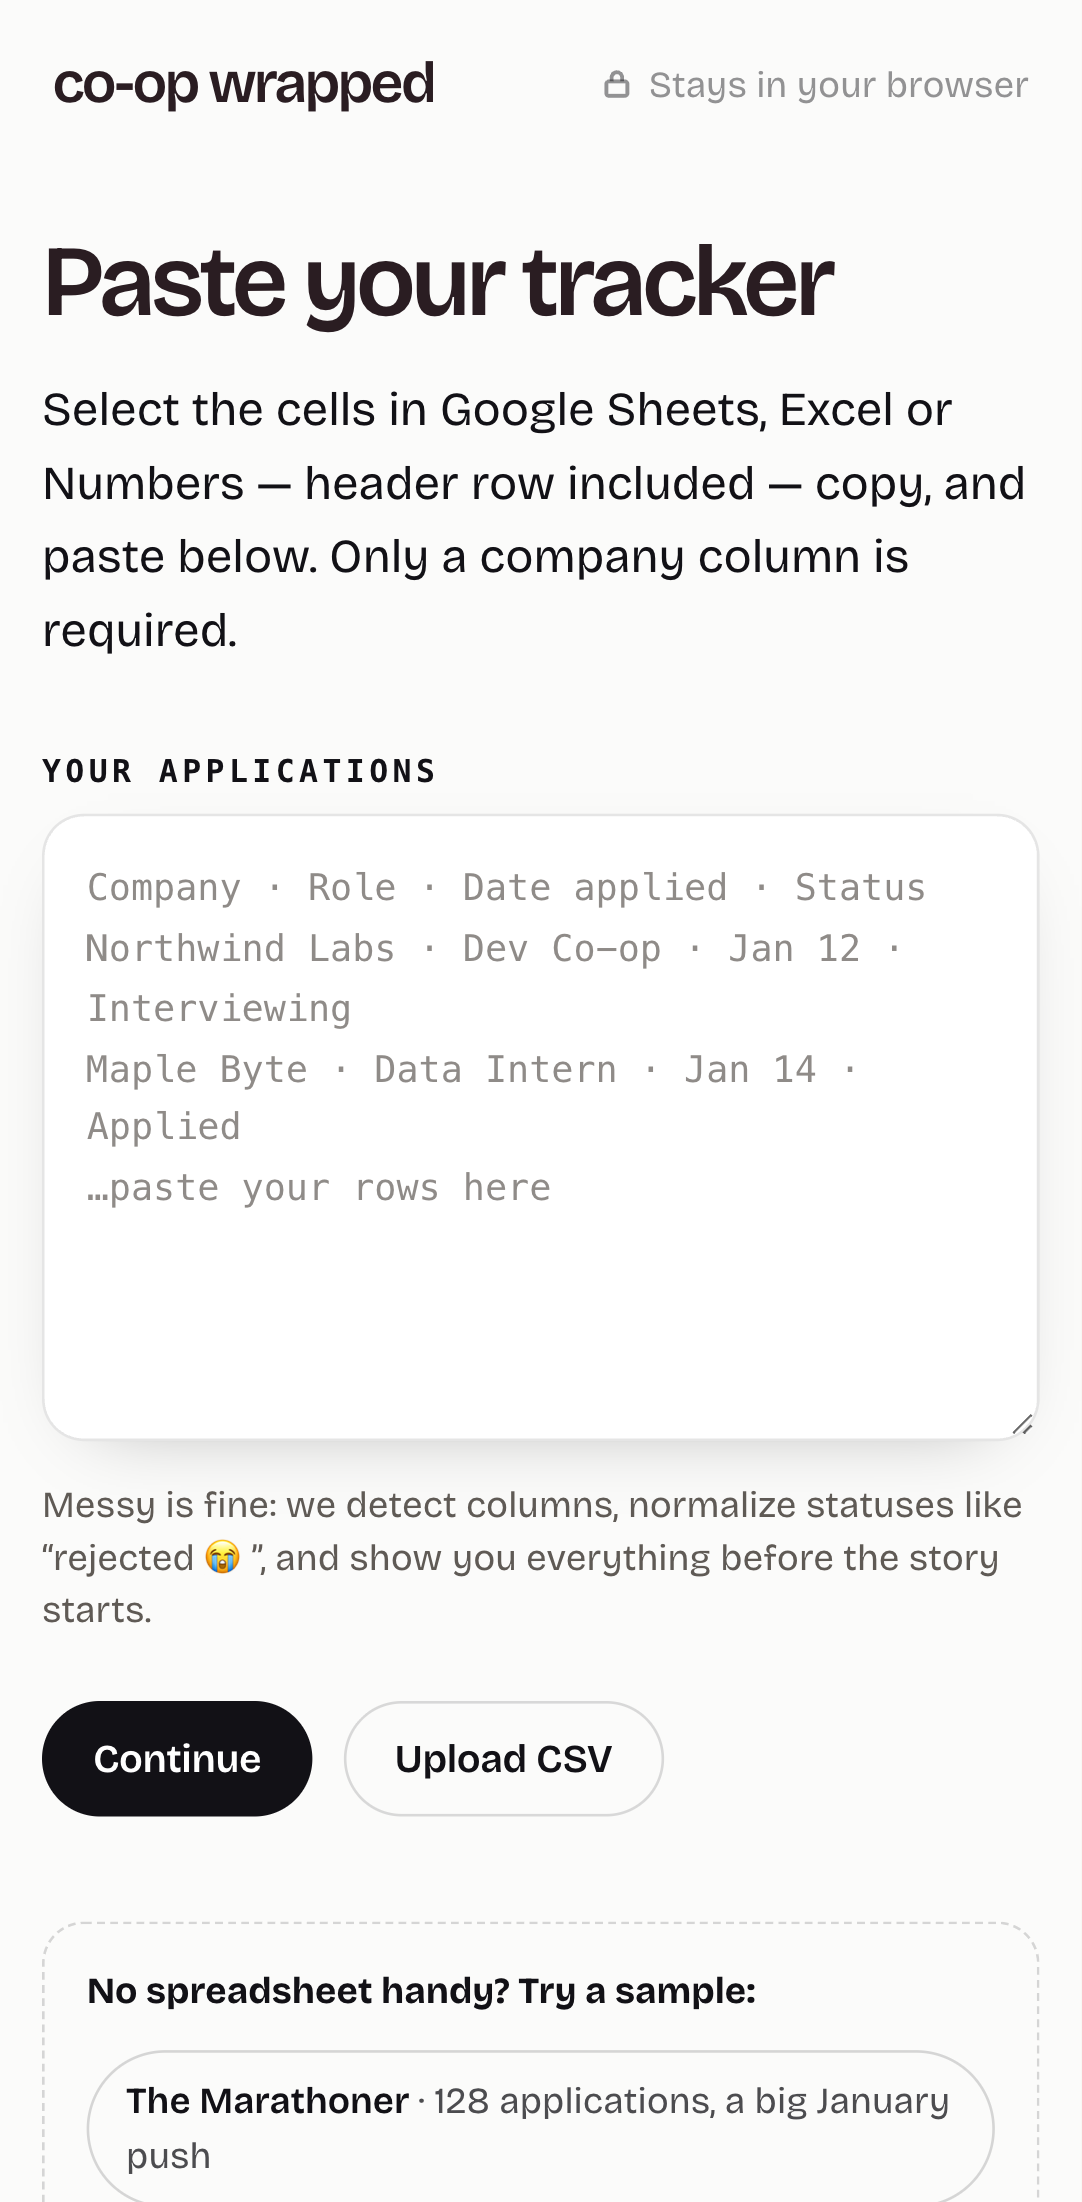 co-op wrapped
Stays in your browser
Paste your tracker
Select the cells in Google Sheets, Excel or
Numbers — header row included — copy, and
paste below. Only a company column is
required.
YOUR APPLICATIONS
Company · Role · Date applied · Status
Northwind Labs · Dev Co-op · Jan 12 ·
Interviewing
Maple Byte · Data Intern · Jan 14 ·
Applied
…paste your rows here
Messy is fine: we detect columns, normalize statuses like
“rejected 😭 ”, and show you everything before the story
starts.
Continue
Upload CSV
No spreadsheet handy? Try a sample:
The Marathoner · 128 applications, a big January
push